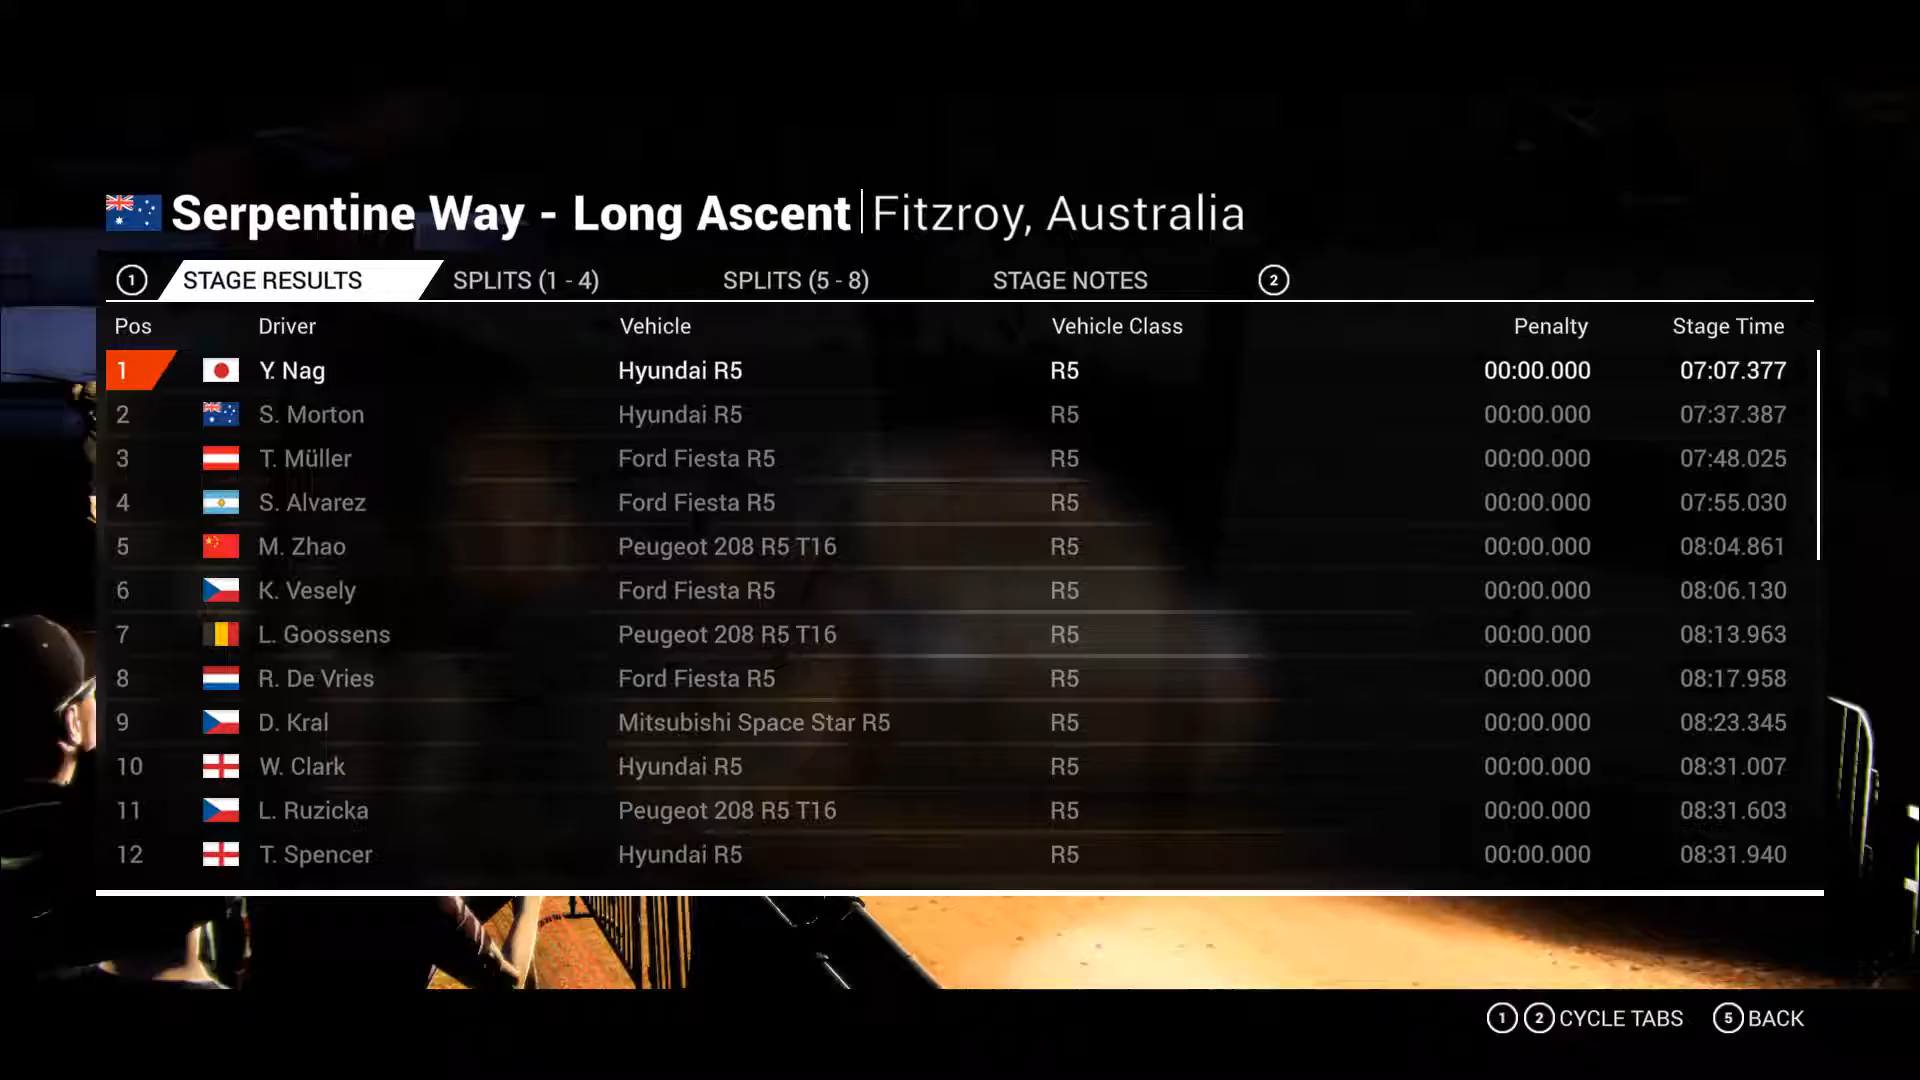 Serpentine Way - Long Ascent | Fitzroy, Australia
1 STAGE RESULTS SPLITS (1 - 4) SPLITS (5 - 8) STAGE NOTES 2
Pos Driver Vehicle Vehicle Class Penalty Stage Time
1 Y. Nag Hyundai R5 R5 00:00.000 07:07.377
2 S. Morton Hyundai R5 R5 00:00.000 07:37.387
3 T. Müller Ford Fiesta R5 R5 00:00.000 07:48.025
4 S. Alvarez Ford Fiesta R5 R5 00:00.000 07:55.030
5 M. Zhao Peugeot 208 R5 T16 R5 00:00.000 08:04.861
6 K. Vesely Ford Fiesta R5 R5 00:00.000 08:06.130
7 L. Goossens Peugeot 208 R5 T16 R5 00:00.000 08:13.963
8 R. De Vries Ford Fiesta R5 R5 00:00.000 08:17.958
9 D. Kral Mitsubishi Space Star R5 R5 00:00.000 08:23.345
10 W. Clark Hyundai R5 R5 00:00.000 08:31.007
11 L. Ruzicka Peugeot 208 R5 T16 R5 00:00.000 08:31.603
12 T. Spencer Hyundai R5 R5 00:00.000 08:31.940
1 2 CYCLE TABS 5 BACK